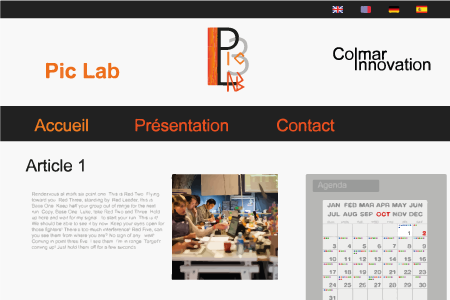 Pic Lab
Pic
LAB
Colmar
Innovation
Accueil Présentation Contact
Article 1
Rendezvous at mark six point one. This is Red Two. Flying
toward you. Red Three, standing by. Red Leader, this is
Base One. Keep half your group out of range for the next
run. Copy, Base One. Luke, take Red Two and Three. Hold
up here and wait for my signal to start your run. This is it!
We should be able to see it by now. Keep your eyes open for
those fighters! There's too much interference! Red Five, can
you see them from where you are? No sign of any wait!
Coming in point three five. I see them. I'm in range. Target's
coming up! Just hold them off for a few seconds
Agenda
JAN FEB MAR APR MAY JUN
JUL AUG SEP OCT NOV DEC
1 2
3 4 5 6 7 8 9
10 11 12 13 14 15 16
17 18 19 20 21 22 23
24 25 26 27 28 29 30
31